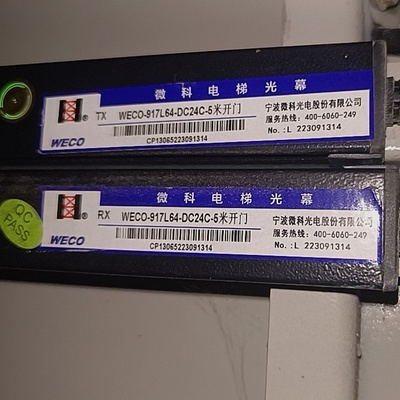 微科电梯光幕
TX WECO-917L64-DC24C-5米开门
宁波微科光电股份有限公司
服务热线: 400-6060-249
WECO
CP13065223091314
No.:L 223091314
QC PASS
微科电梯光幕
RX WECO-917L64-DC24C-5米开门
宁波微科光电股份有限公司
服务热线: 400-6060-249
WECO
CP13065223091314
No.:L 223091314